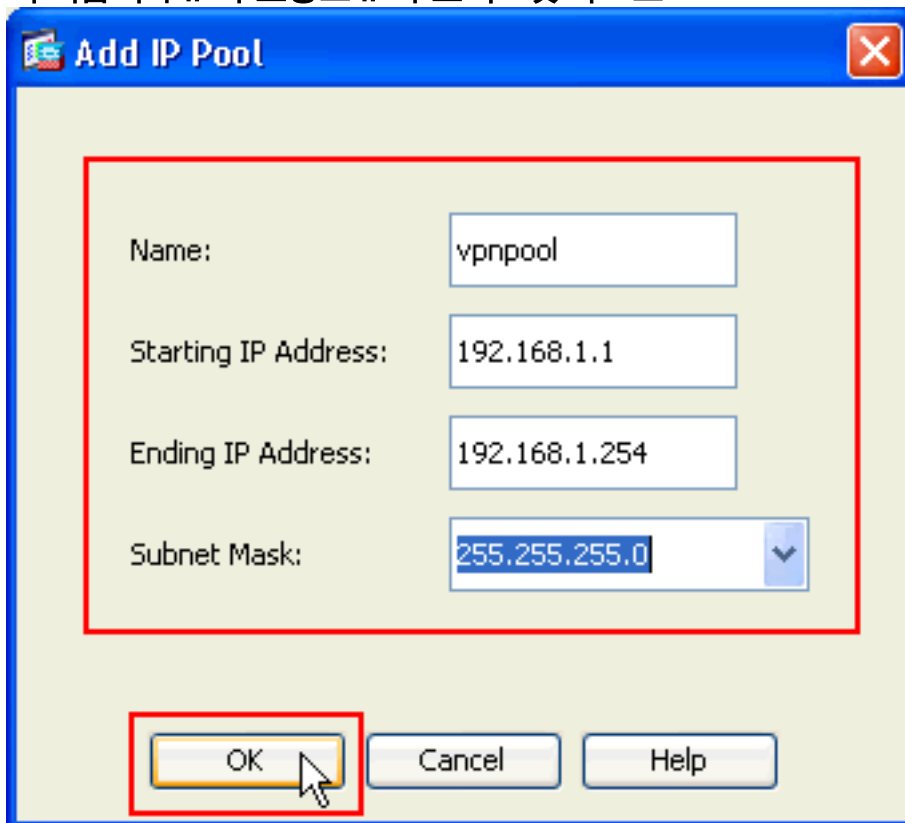 Add IP Pool
Name:
vpnpool
Starting IP Address:
192.168.1.1
Ending IP Address:
192.168.1.254
Subnet Mask:
255.255.255.0
OK
Cancel
Help